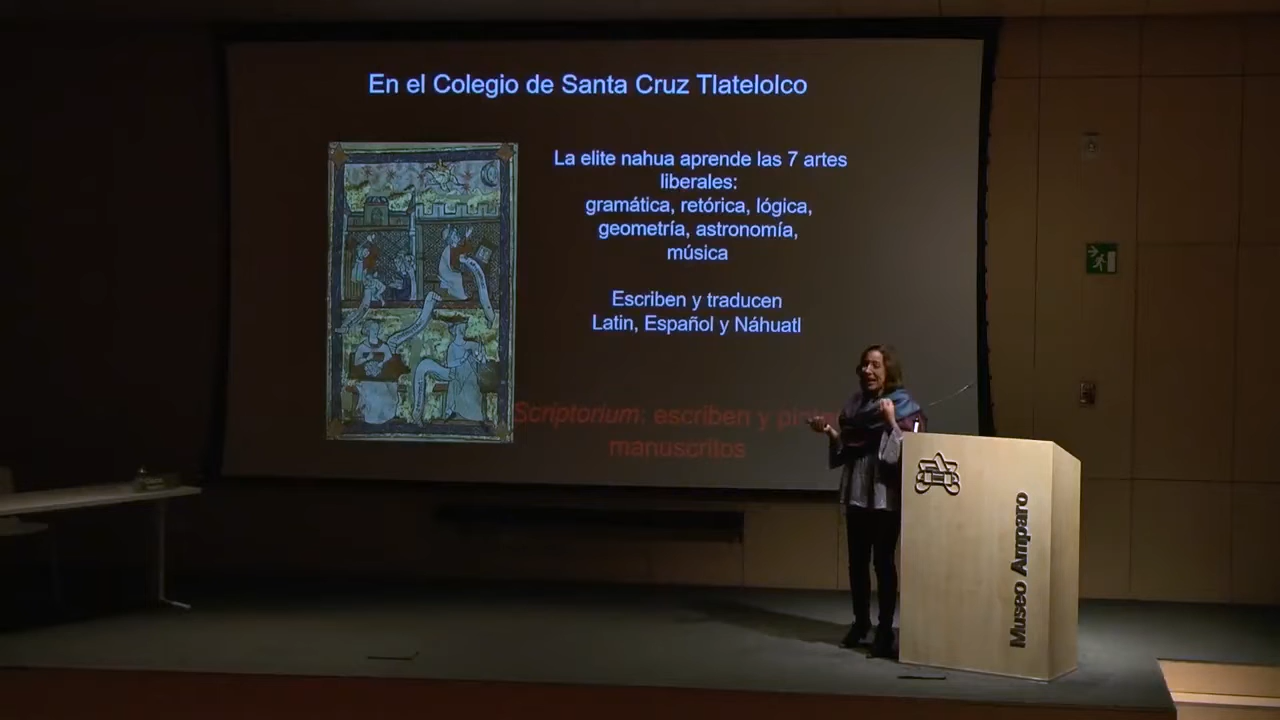 En el Colegio de Santa Cruz Tlatelolco
La elite nahua aprende las 7 artes
liberales:
gramática, retórica, lógica,
geometría, astronomía,
música
Escriben y traducen
Latin, Español y Náhuatl
Scriptorium: escriben y
manuscritos
Museo Amparo